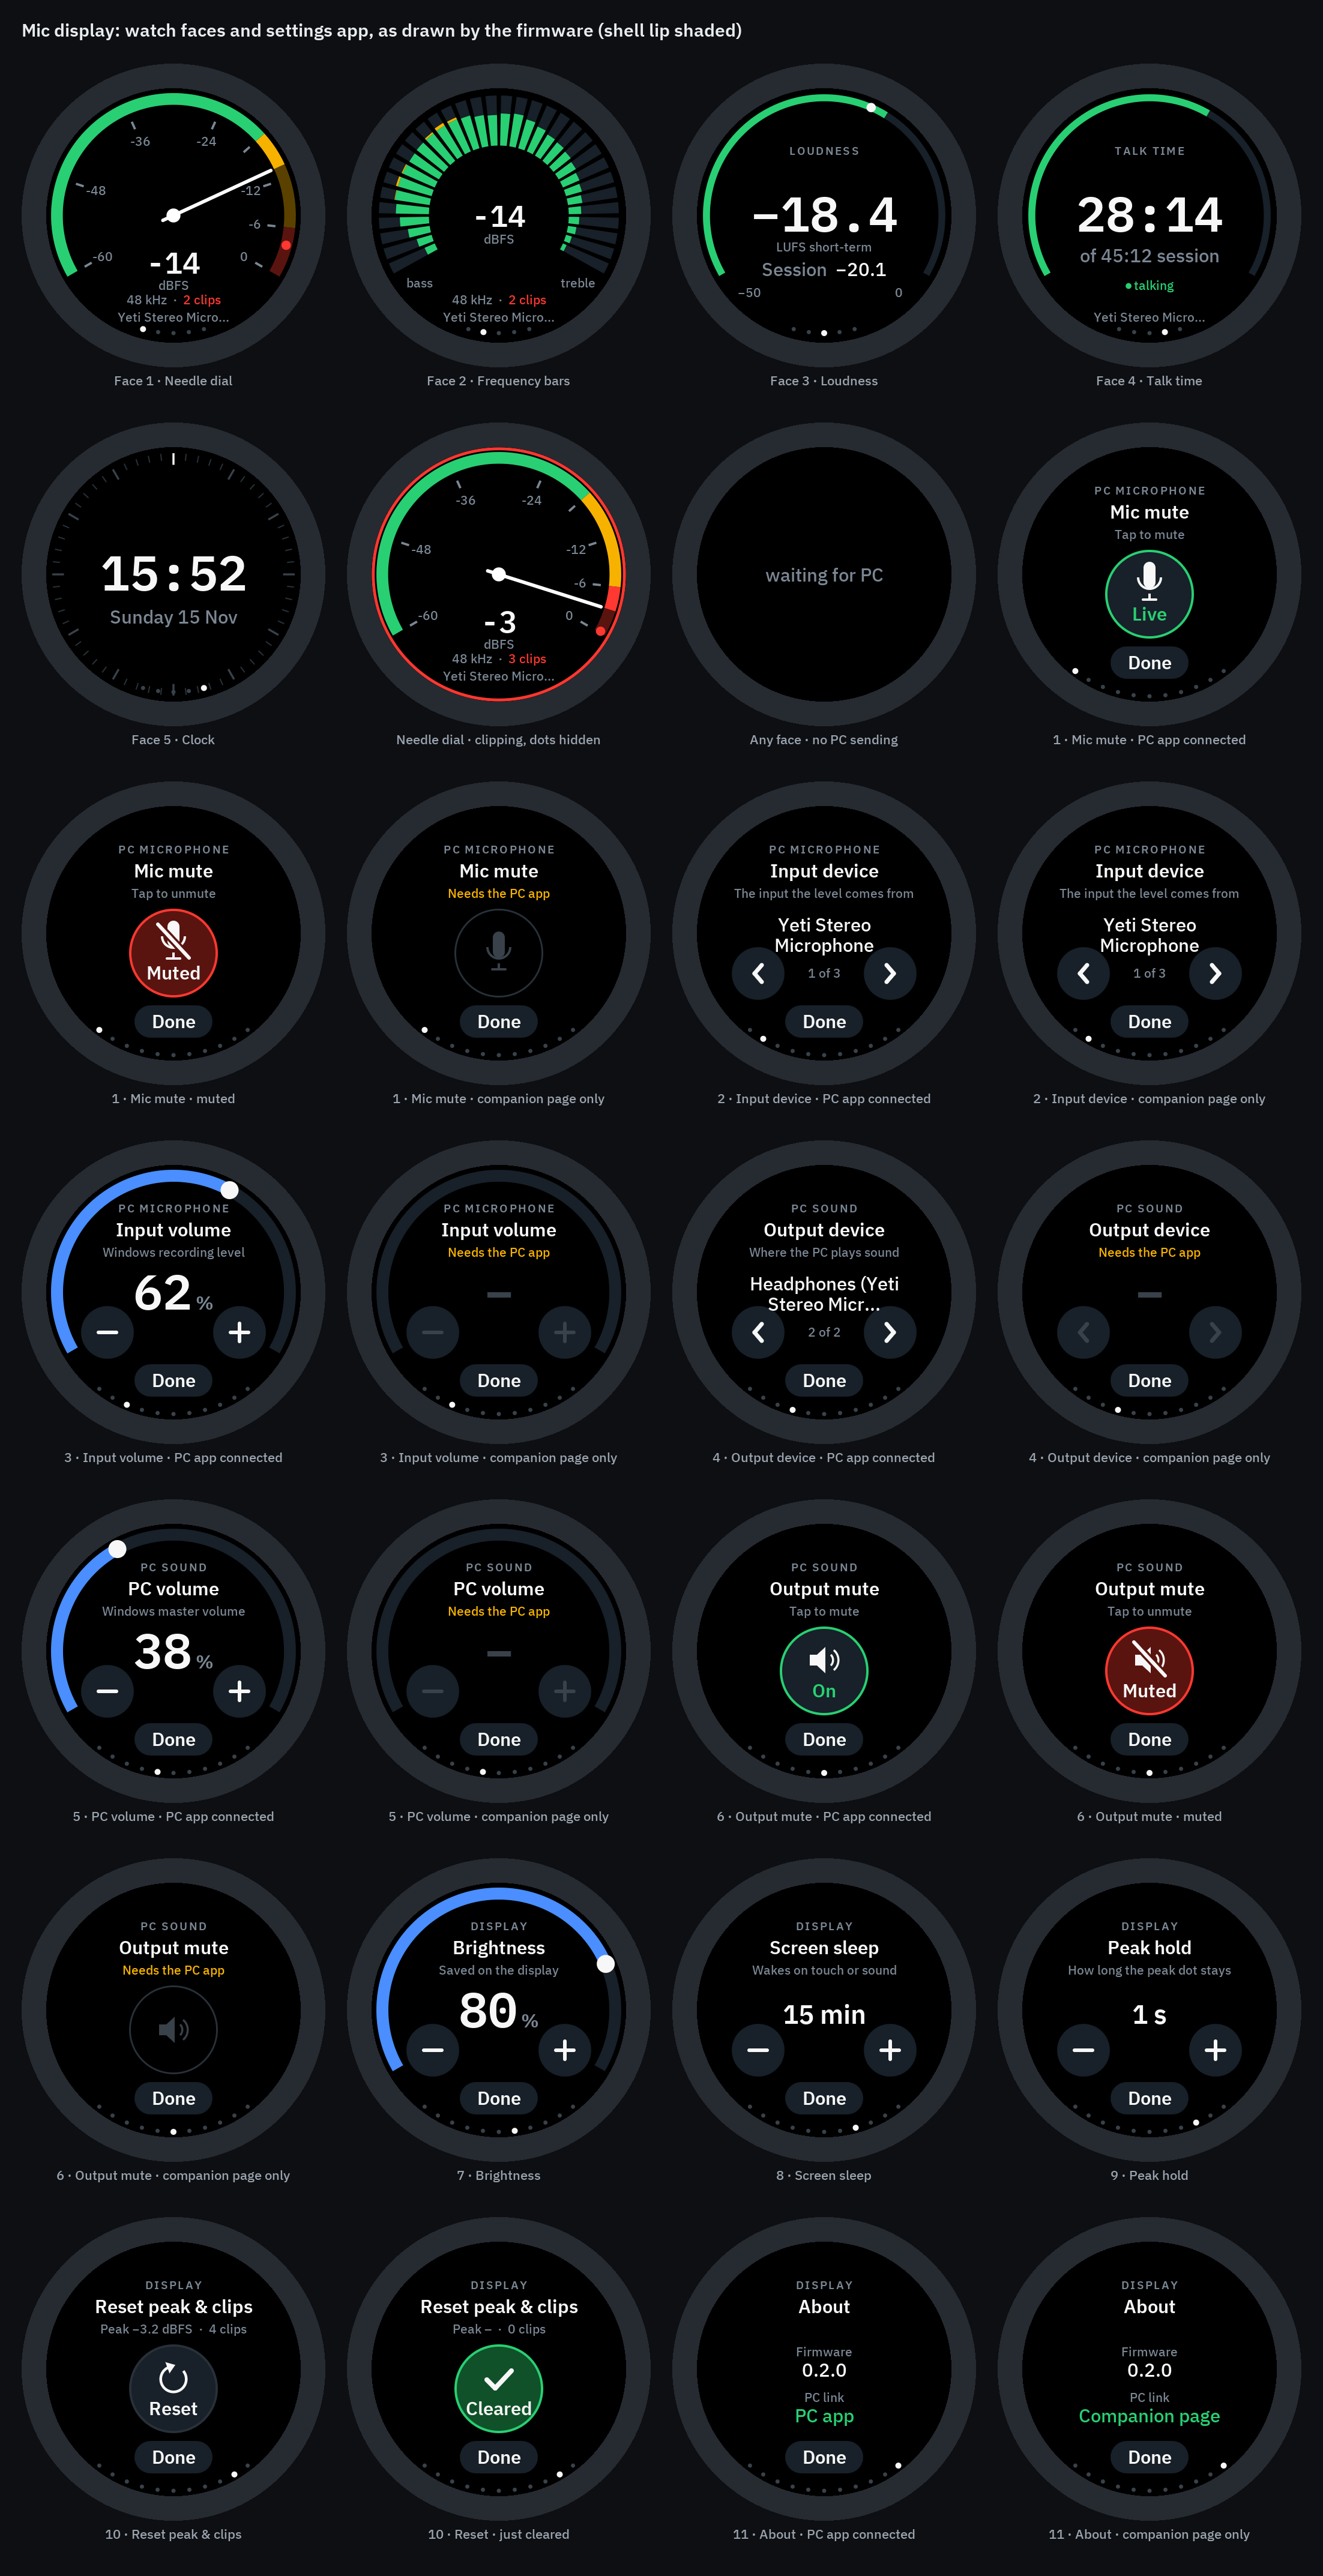 Mic display: watch faces and settings app, as drawn by the firmware (shell lip shaded)
-36 -24
-48 -12
-6
-60 0
-14
dBFS
48 kHz · 2 clips
Yeti Stereo Micro...
Face 1 · Needle dial
-14
dBFS
bass treble
48 kHz · 2 clips
Yeti Stereo Micro...
Face 2 · Frequency bars
LOUDNESS
−18.4
LUFS short-term
Session −20.1
−50 0
Face 3 · Loudness
TALK TIME
28:14
of 45:12 session
talking
Yeti Stereo Micro...
Face 4 · Talk time
15:52
Sunday 15 Nov
Face 5 · Clock
-36 -24
-48 -12
-6
-60 0
-3
dBFS
48 kHz · 3 clips
Yeti Stereo Micro...
Needle dial · clipping, dots hidden
waiting for PC
Any face · no PC sending
PC MICROPHONE
Mic mute
Tap to mute
Live
Done
1 · Mic mute · PC app connected
PC MICROPHONE
Mic mute
Tap to unmute
Muted
Done
1 · Mic mute · muted
PC MICROPHONE
Mic mute
Needs the PC app
Done
1 · Mic mute · companion page only
PC MICROPHONE
Input device
The input the level comes from
Yeti Stereo
Microphone
1 of 3
Done
2 · Input device · PC app connected
PC MICROPHONE
Input device
The input the level comes from
Yeti Stereo
Microphone
1 of 3
Done
2 · Input device · companion page only
PC MICROPHONE
Input volume
Windows recording level
62 %
Done
3 · Input volume · PC app connected
PC MICROPHONE
Input volume
Needs the PC app
–
Done
3 · Input volume · companion page only
PC SOUND
Output device
Where the PC plays sound
Headphones (Yeti
Stereo Micr...
2 of 2
Done
4 · Output device · PC app connected
PC SOUND
Output device
Needs the PC app
–
Done
4 · Output device · companion page only
PC SOUND
PC volume
Windows master volume
38 %
Done
5 · PC volume · PC app connected
PC SOUND
PC volume
Needs the PC app
–
Done
5 · PC volume · companion page only
PC SOUND
Output mute
Tap to mute
On
Done
6 · Output mute · PC app connected
PC SOUND
Output mute
Tap to unmute
Muted
Done
6 · Output mute · muted
PC SOUND
Output mute
Needs the PC app
Done
6 · Output mute · companion page only
DISPLAY
Brightness
Saved on the display
80 %
Done
7 · Brightness
DISPLAY
Screen sleep
Wakes on touch or sound
15 min
Done
8 · Screen sleep
DISPLAY
Peak hold
How long the peak dot stays
1 s
Done
9 · Peak hold
DISPLAY
Reset peak & clips
Peak −3.2 dBFS · 4 clips
Reset
Done
10 · Reset peak & clips
DISPLAY
Reset peak & clips
Peak – · 0 clips
Cleared
Done
10 · Reset · just cleared
DISPLAY
About
Firmware
0.2.0
PC link
PC app
Done
11 · About · PC app connected
DISPLAY
About
Firmware
0.2.0
PC link
Companion page
Done
11 · About · companion page only